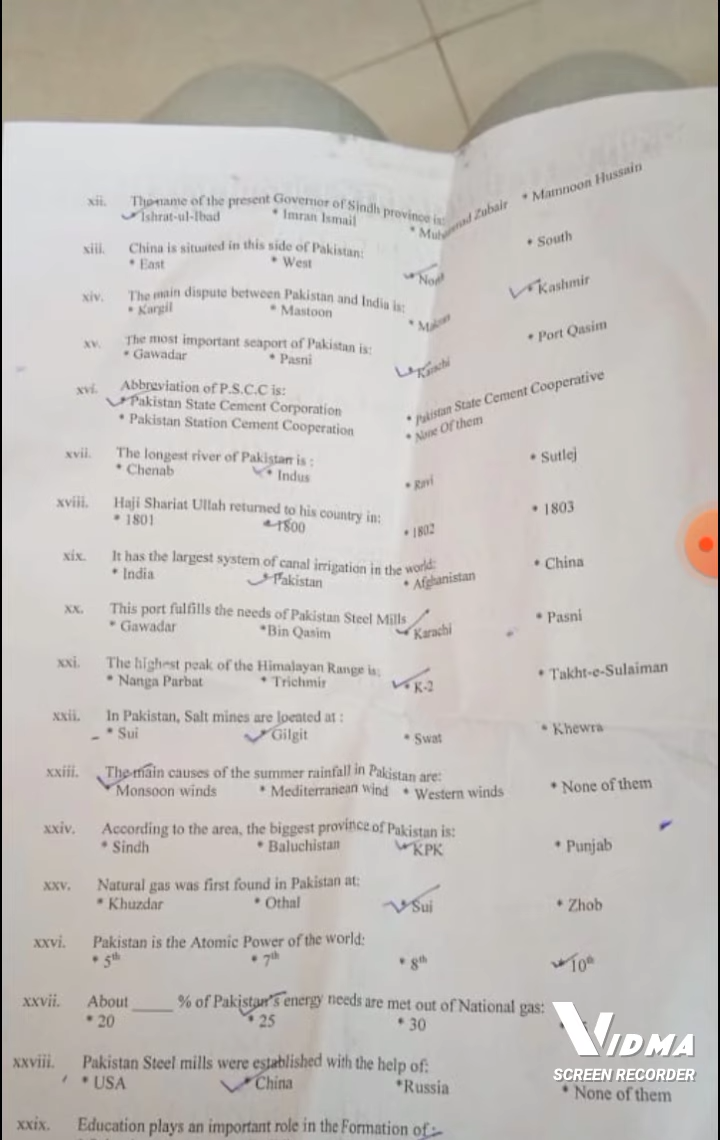 xii. The name of the present Governor of Sindh province is:
* Ishrat-ul-Ibad * Imran Ismail * Muhammad Zubair * Mamnoon Hussain
xiii. China is situated in this side of Pakistan:
* East * West * North * South
xiv. The main dispute between Pakistan and India is:
* Kargil * Mastoon * * Kashmir
xv. The most important seaport of Pakistan is:
* Gawadar * Pasni * Karachi * Port Qasim
xvi. Abbreviation of P.S.C.C is:
* Pakistan State Cement Corporation * Pakistan State Cement Cooperative
* Pakistan Station Cement Cooperation * None Of them
xvii. The longest river of Pakistan is :
* Chenab * Indus * Ravi * Sutlej
xviii. Haji Shariat Ullah returned to his country in:
* 1801 * 1800 * 1802 * 1803
xix. It has the largest system of canal irrigation in the world:
* India * Pakistan * Afghanistan * China
xx. This port fulfills the needs of Pakistan Steel Mills
* Gawadar *Bin Qasim * Karachi * Pasni
xxi. The highest peak of the Himalayan Range is:
* Nanga Parbat * Trichmir * K-2 * Takht-e-Sulaiman
xxii. In Pakistan, Salt mines are located at :
* Sui * Gilgit * Swat * Khewra
xxiii. The main causes of the summer rainfall in Pakistan are:
* Monsoon winds * Mediterranean wind * Western winds * None of them
xxiv. According to the area, the biggest province of Pakistan is:
* Sindh * Baluchistan * KPK * Punjab
xxv. Natural gas was first found in Pakistan at:
* Khuzdar * Othal * Sui * Zhob
xxvi. Pakistan is the Atomic Power of the world:
* 5th * 7th * 8th * 10th
xxvii. About _____ % of Pakistan's energy needs are met out of National gas:
* 20 * 25 * 30
VIDMA
SCREEN RECORDER
xxviii. Pakistan Steel mills were established with the help of:
* USA * China *Russia * None of them
xxix. Education plays an important role in the Formation of :-